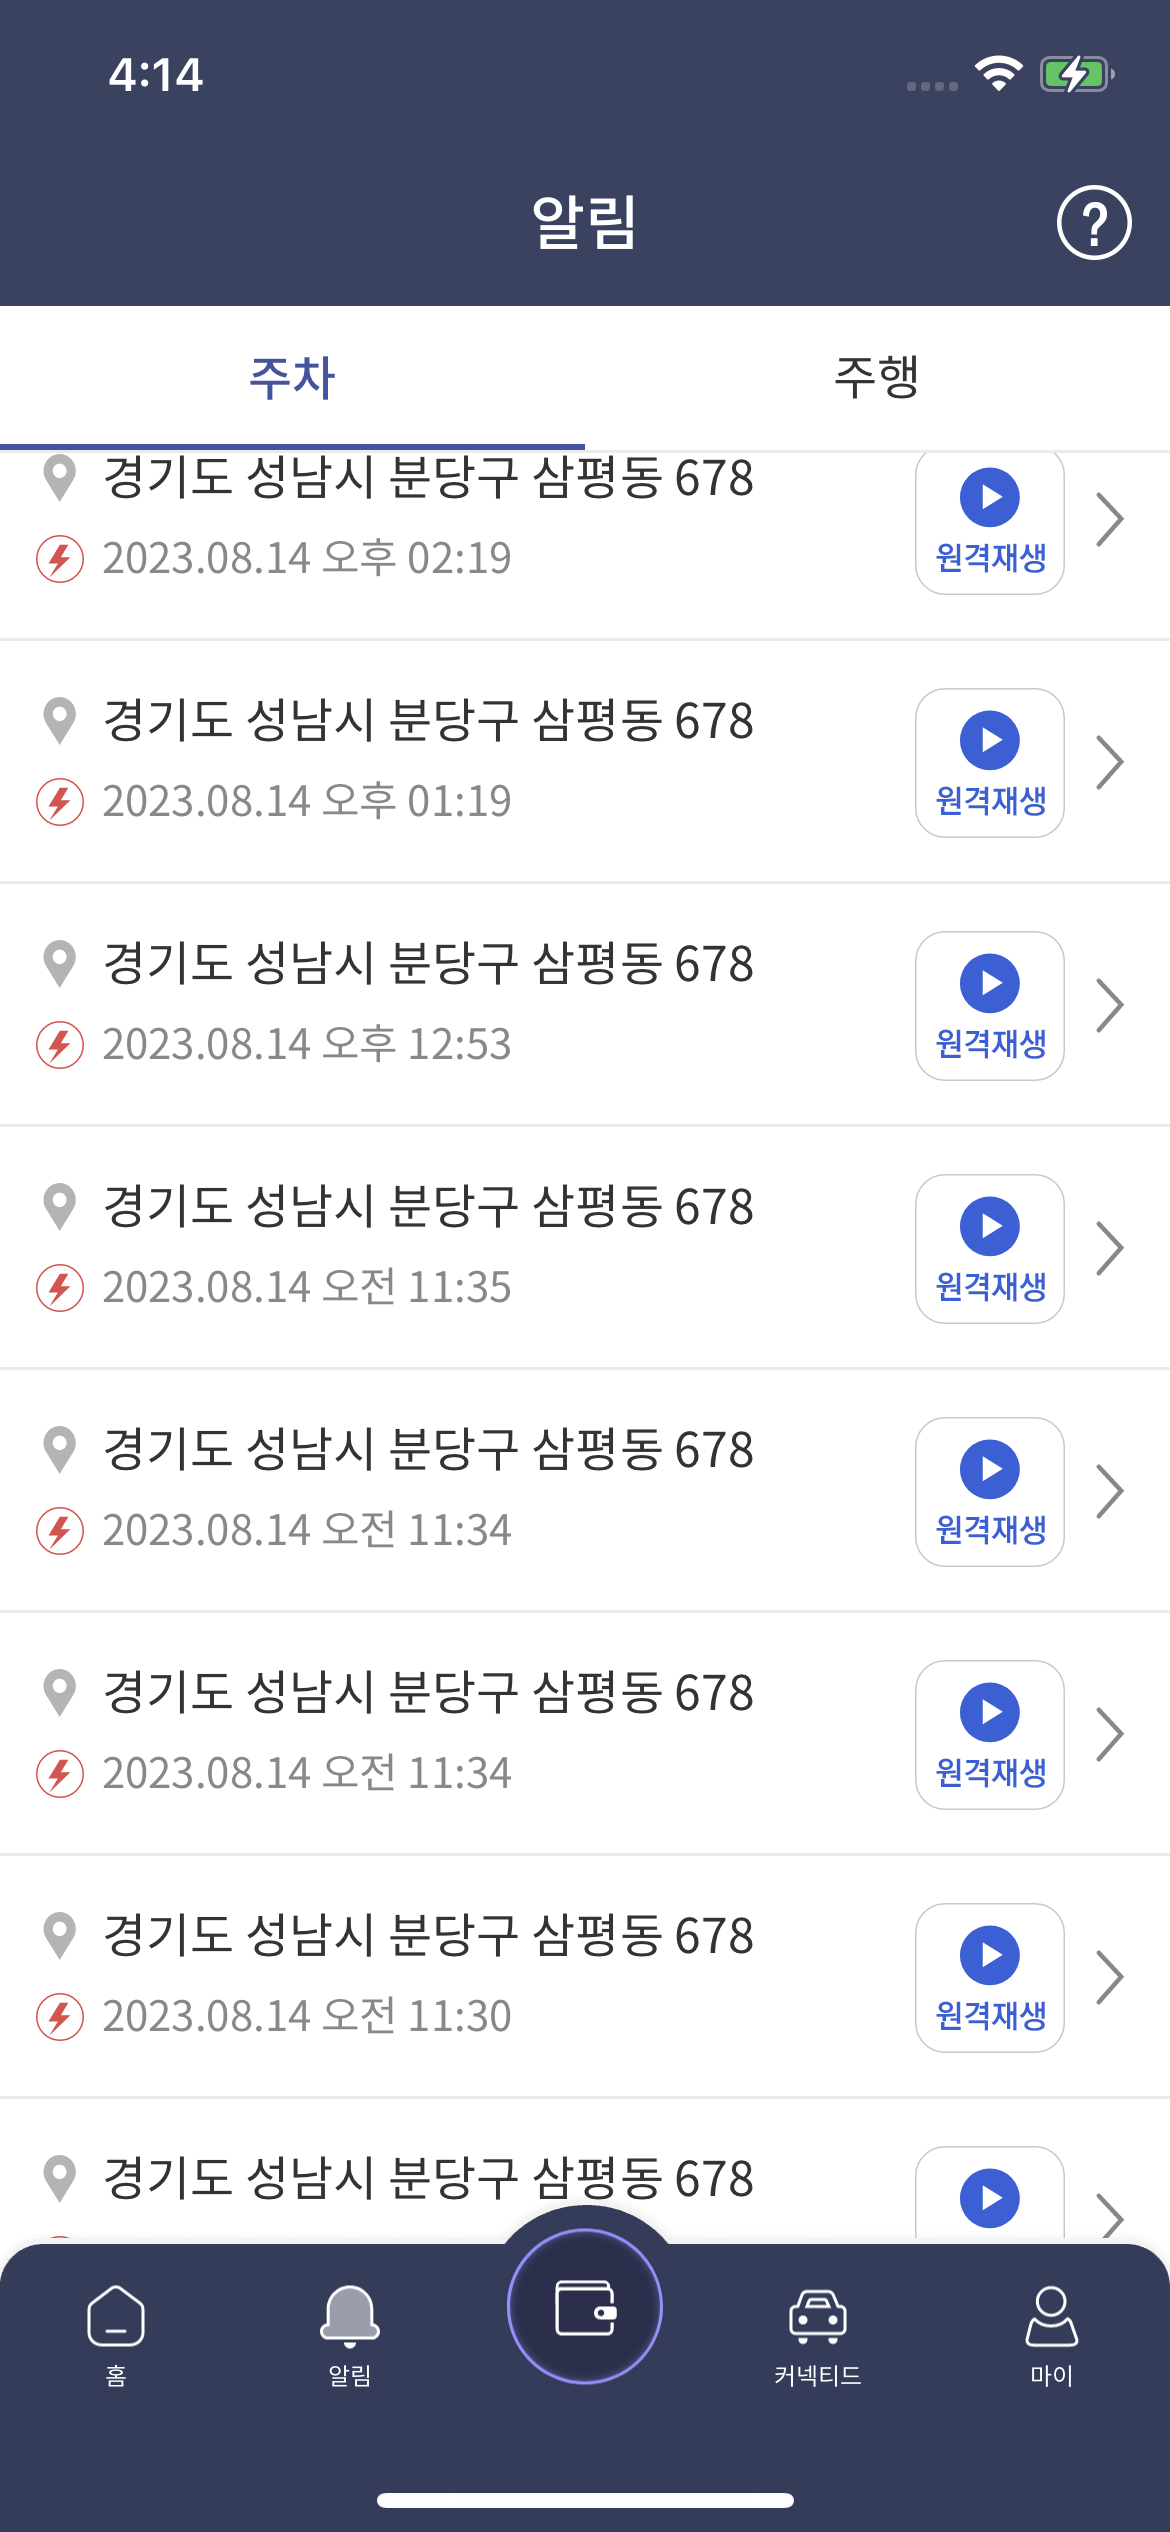 4:14
알림
?
주차 주행
경기도 성남시 분당구 삼평동 678
2023.08.14 오후 02:19
원격재생
경기도 성남시 분당구 삼평동 678
2023.08.14 오후 01:19
원격재생
경기도 성남시 분당구 삼평동 678
2023.08.14 오후 12:53
원격재생
경기도 성남시 분당구 삼평동 678
2023.08.14 오전 11:35
원격재생
경기도 성남시 분당구 삼평동 678
2023.08.14 오전 11:34
원격재생
경기도 성남시 분당구 삼평동 678
2023.08.14 오전 11:34
원격재생
경기도 성남시 분당구 삼평동 678
2023.08.14 오전 11:30
원격재생
경기도 성남시 분당구 삼평동 678
홈 알림 커넥티드 마이